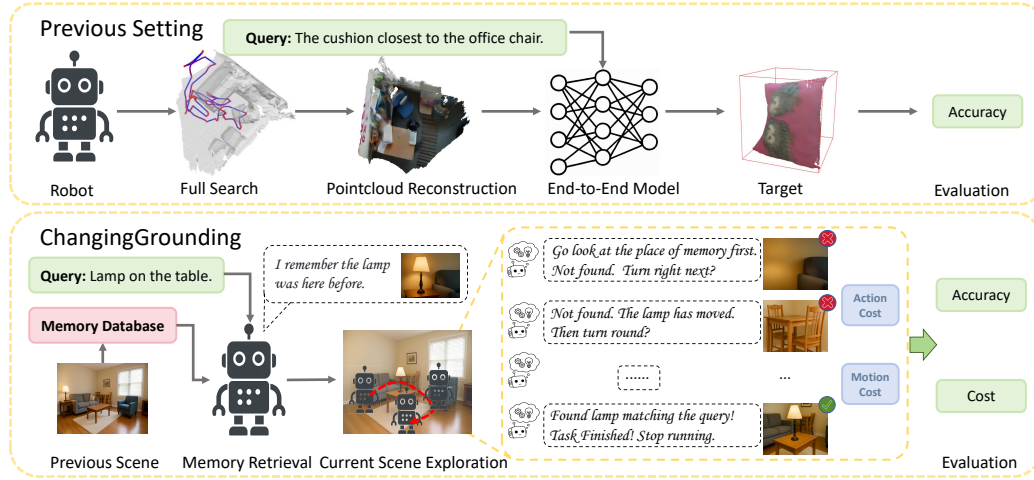 Previous Setting
Query: The cushion closest to the office chair.
Accuracy
Robot
Full Search
Pointcloud Reconstruction
End-to-End Model
Target
Evaluation
ChangingGrounding
Query: Lamp on the table.
Memory Database
I remember the lamp
was here before.
Go look at the place of memory first.
Not found. Turn right next?
Not found. The lamp has moved.
Then turn round?
......
...
Found lamp matching the query!
Task Finished! Stop running.
Action
Cost
Motion
Cost
Accuracy
Cost
Previous Scene
Memory Retrieval
Current Scene Exploration
Evaluation